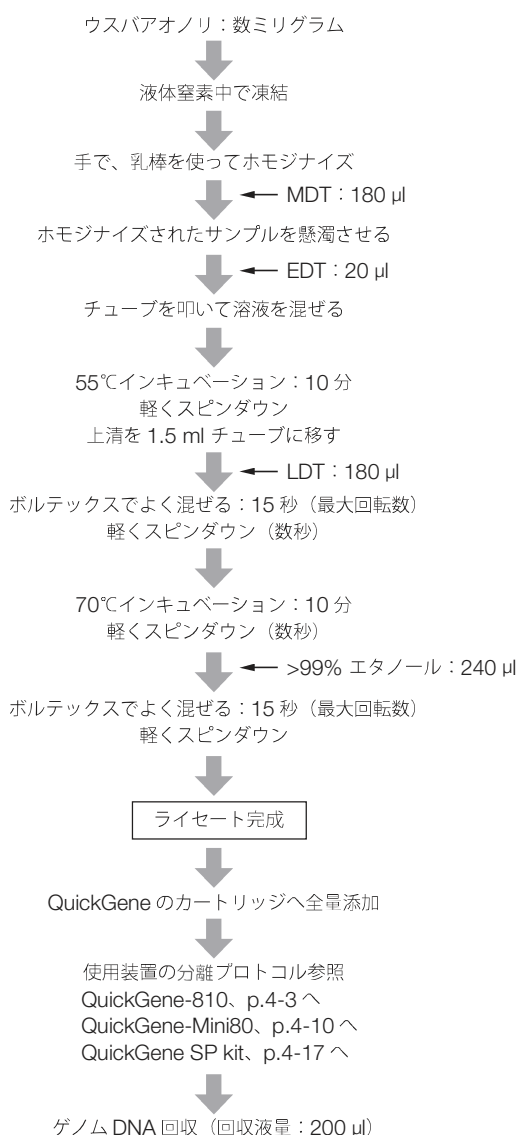 ウスバアオノリ：数ミリグラム
液体窒素中で凍結
手で、乳棒を使ってホモジナイズ
MDT：180 µl
ホモジナイズされたサンプルを懸濁させる
EDT：20 µl
チューブを叩いて溶液を混ぜる
55℃インキュベーション：10 分
軽くスピンダウン
上清を 1.5 ml チューブに移す
LDT：180 µl
ボルテックスでよく混ぜる：15 秒（最大回転数）
軽くスピンダウン（数秒）
70℃インキュベーション：10 分
軽くスピンダウン（数秒）
>99% エタノール：240 µl
ボルテックスでよく混ぜる：15 秒（最大回転数）
軽くスピンダウン
ライセート完成
QuickGene のカートリッジへ全量添加
使用装置の分離プロトコル参照
QuickGene-810、p.4-3 へ
QuickGene-Mini80、p.4-10 へ
QuickGene SP kit、p.4-17 へ
ゲノム DNA 回収（回収液量：200 µl）